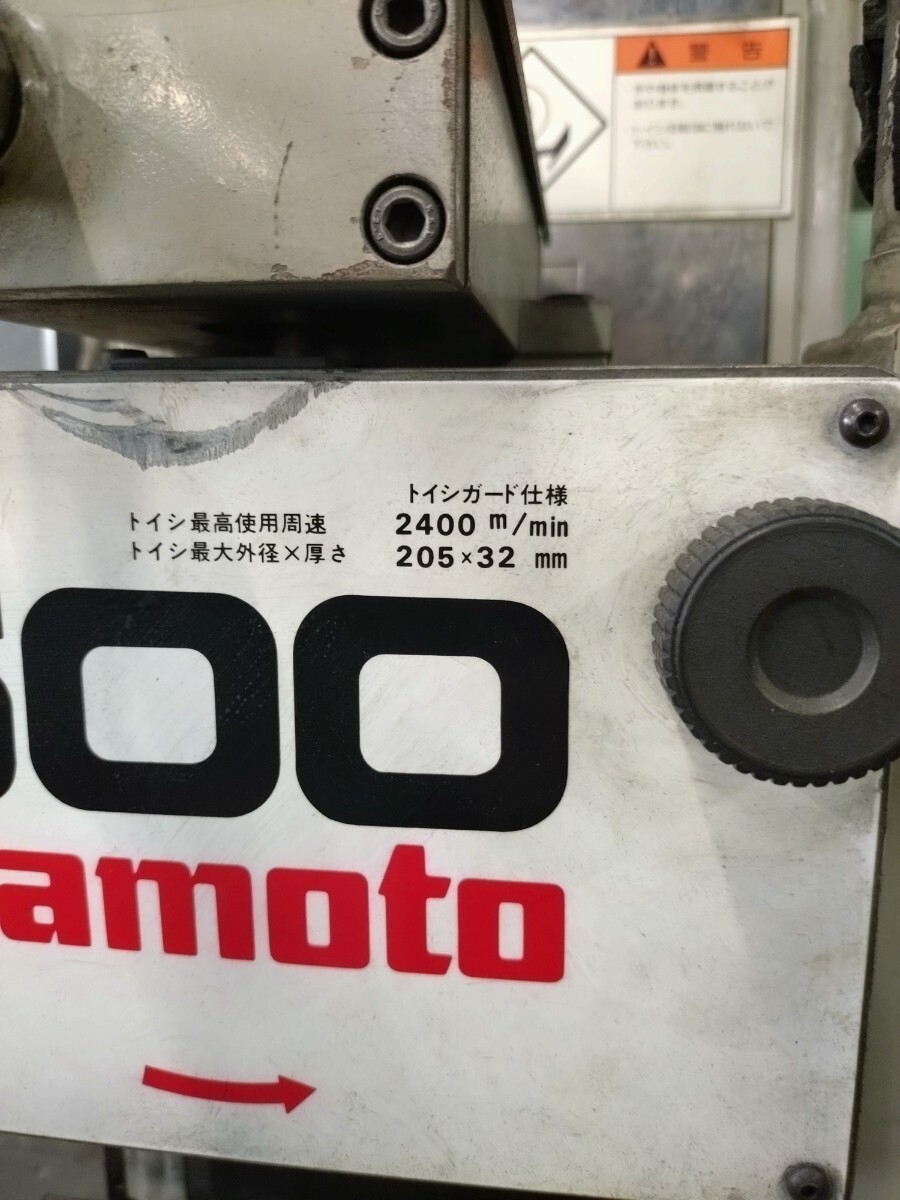 警告
トイシガード仕様
トイシ最高使用周速 2400 m/min
トイシ最大外径×厚さ 205×32 mm
500
amoto